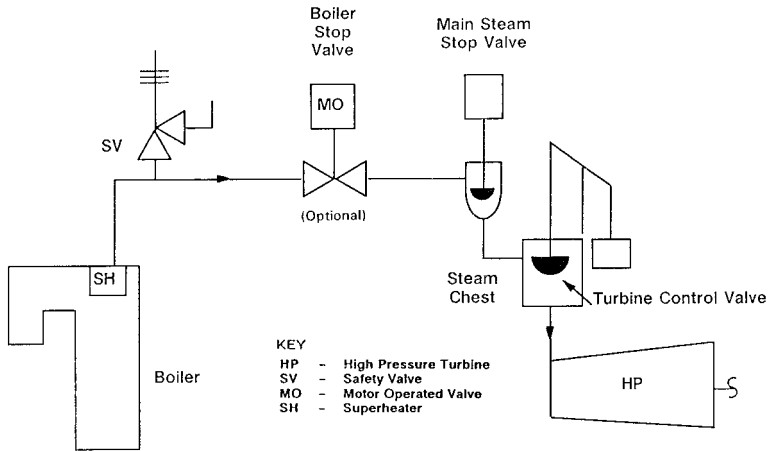 Boiler
Stop
Valve
Main Steam
Stop Valve
MO
SV
(Optional)
SH
Steam
Chest
Turbine Control Valve
Boiler
HP
KEY
HP – High Pressure Turbine
SV – Safety Valve
MO – Motor Operated Valve
SH – Superheater